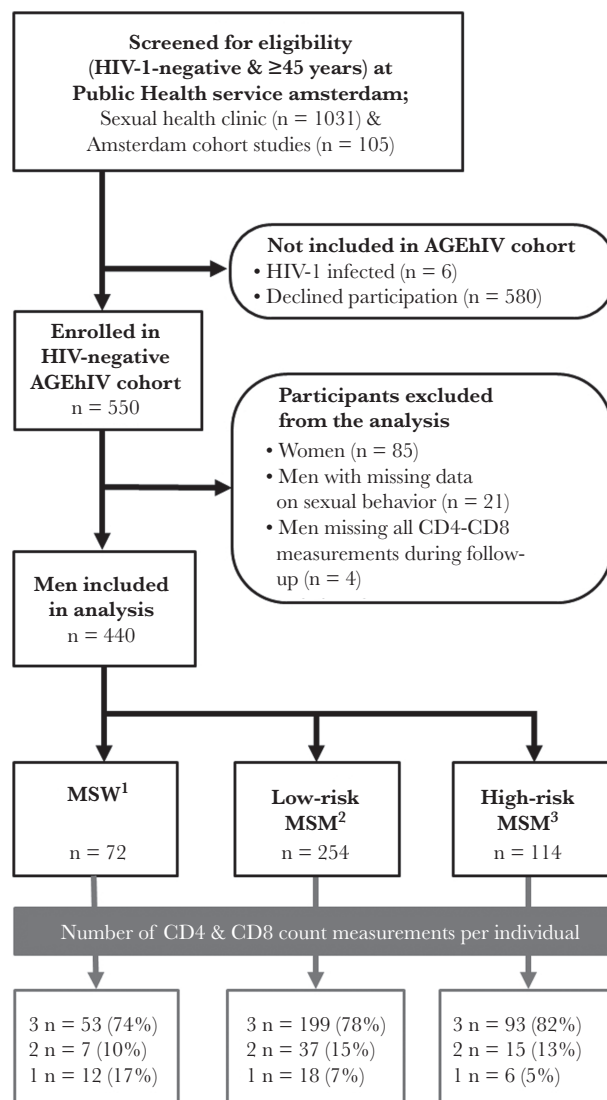 Screened for eligibility
(HIV-1-negative & ≥45 years) at
Public Health service amsterdam;
Sexual health clinic (n = 1031) &
Amsterdam cohort studies (n = 105)
Not included in AGEhIV cohort
• HIV-1 infected (n = 6)
• Declined participation (n = 580)
Enrolled in
HIV-negative
AGEhIV cohort
n = 550
Participants excluded
from the analysis
• Women (n = 85)
• Men with missing data
on sexual behavior (n = 21)
• Men missing all CD4-CD8
measurements during follow-
up (n = 4)
Men included
in analysis
n = 440
MSW¹
n = 72
Low-risk
MSM²
n = 254
High-risk
MSM³
n = 114
Number of CD4 & CD8 count measurements per individual
3 n = 53 (74%)
2 n = 7 (10%)
1 n = 12 (17%)
3 n = 199 (78%)
2 n = 37 (15%)
1 n = 18 (7%)
3 n = 93 (82%)
2 n = 15 (13%)
1 n = 6 (5%)